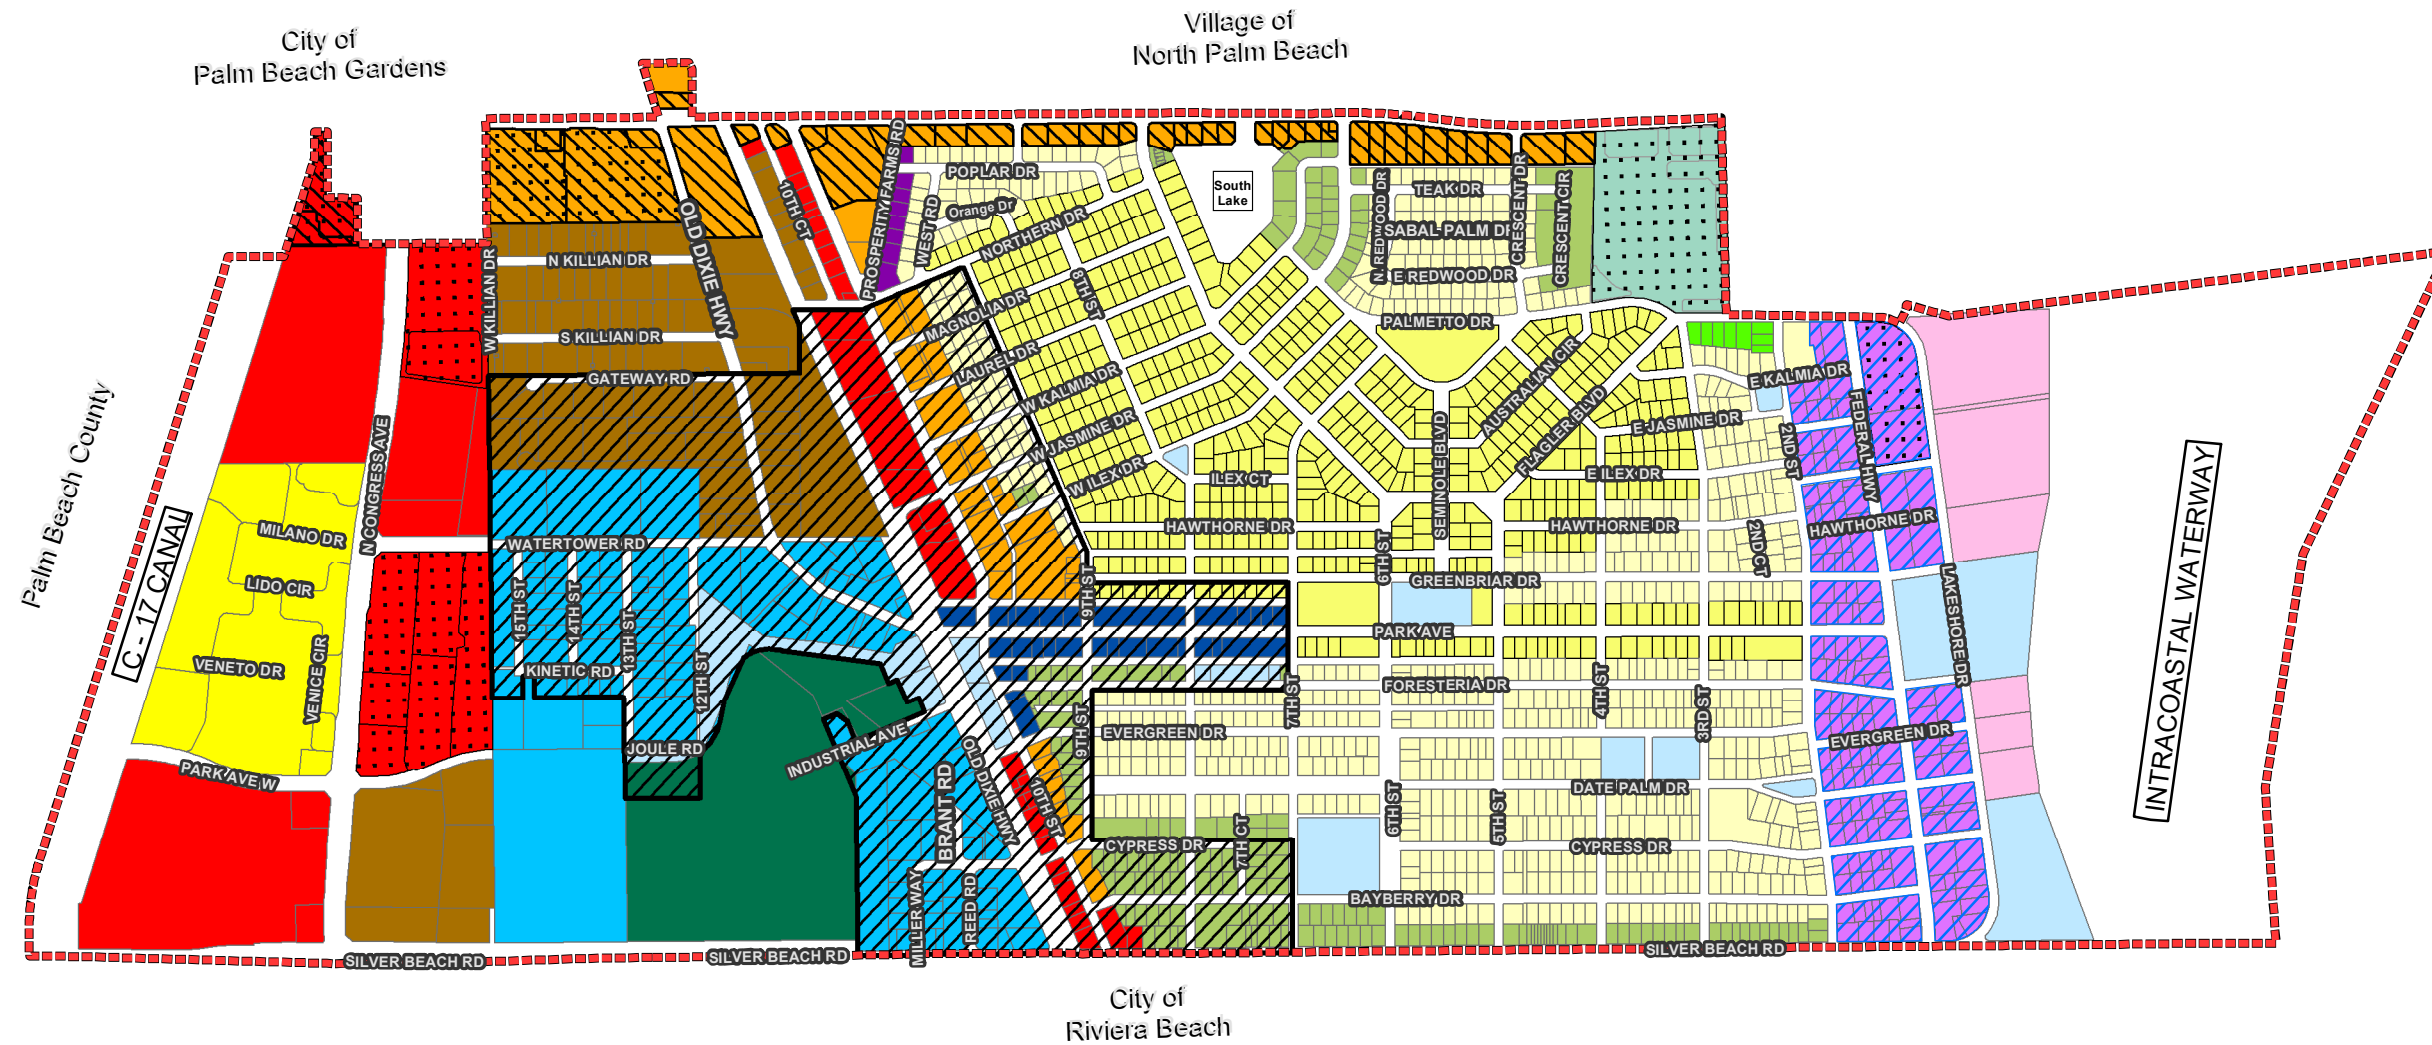 City of
Palm Beach Gardens
Village of
North Palm Beach
South
Lake
POPLAR DR
Orange Dr
WEST RD
PROSPERITY FARMS RD
10TH CT
NORTHERN DR
TEAK DR
SABAL PALM DR
E REDWOOD DR
N REDWOOD DR
CRESCENT DR
CRESCENT CIR
PALMETTO DR
OLD DIXIE HWY
N KILLIAN DR
S KILLIAN DR
W KILLIAN DR
GATEWAY RD
MAGNOLIA DR
8TH ST
LAUREL DR
W KALMIA DR
W JASMINE DR
W ILEX DR
ILEX CT
HAWTHORNE DR
SEMINOLE BLVD
AUSTRALIAN CIR
FLAGLER BLVD
E KALMIA DR
E JASMINE DR
E ILEX DR
HAWTHORNE DR
2ND ST
2ND CT
FEDERAL HWY
HAWTHORNE DR
LAKESHORE DR
Palm Beach County
C - 17 CANAL
N CONGRESS AVE
MILANO DR
LIDO CIR
VENETO DR
VENICE CIR
PARK AVE W
WATERTOWER RD
15TH ST
14TH ST
13TH ST
12TH ST
KINETIC RD
JOULE RD
INDUSTRIAL AVE
OLD DIXIE HWY
10TH ST
BRANT RD
MILLER WAY
REED RD
9TH ST
9TH ST
6TH ST
GREENBRIAR DR
PARK AVE
FORESTERIA DR
7TH ST
4TH ST
3RD ST
EVERGREEN DR
EVERGREEN DR
DATE PALM DR
6TH ST
5TH ST
7TH CT
CYPRESS DR
CYPRESS DR
BAYBERRY DR
SILVER BEACH RD
SILVER BEACH RD
SILVER BEACH RD
INTRACOASTAL WATERWAY
City of
Riviera Beach